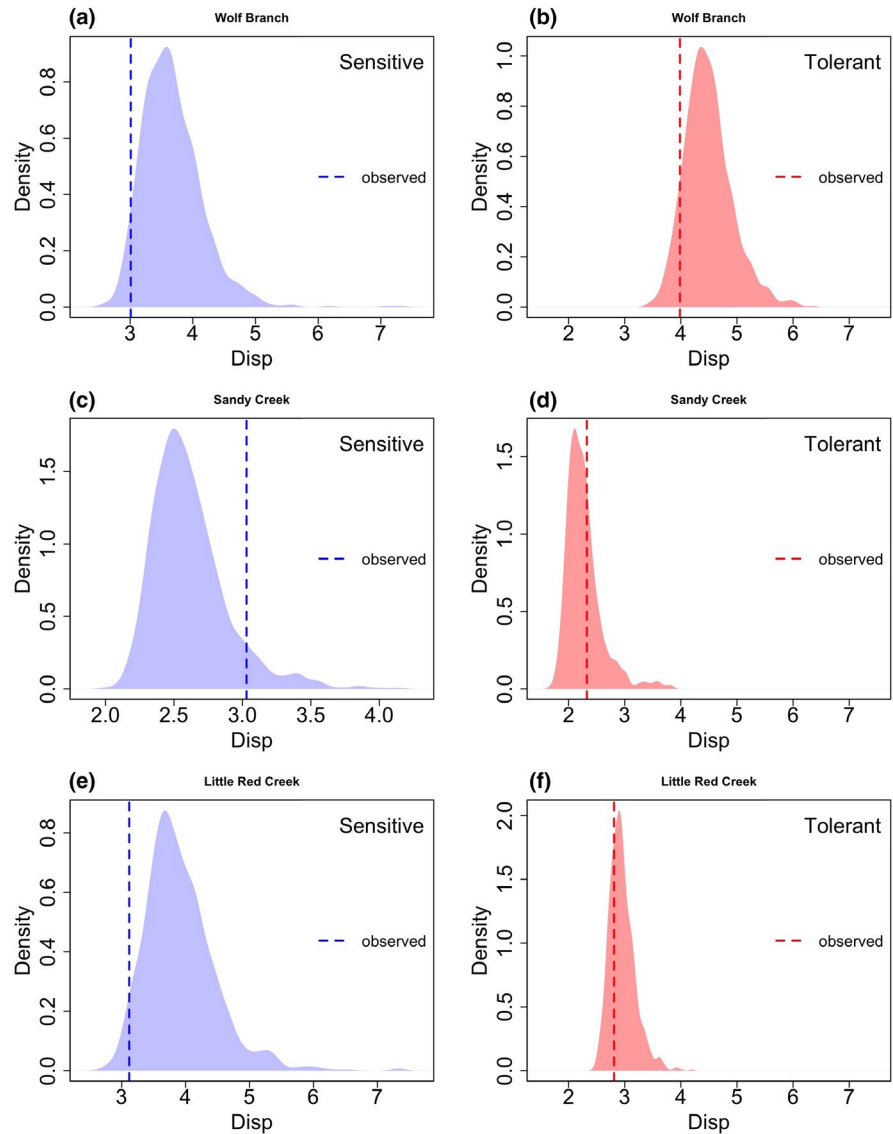 (a) Wolf Branch
Sensitive
observed
Density
0.0 0.2 0.4 0.6 0.8
3 4 5 6 7
Disp
(b) Wolf Branch
Tolerant
observed
Density
0.0 0.2 0.4 0.6 0.8 1.0
2 3 4 5 6 7
Disp
(c) Sandy Creek
Sensitive
observed
Density
0.0 0.5 1.0 1.5
2.0 2.5 3.0 3.5 4.0
Disp
(d) Sandy Creek
Tolerant
observed
Density
0.0 0.5 1.0 1.5
2 3 4 5 6 7
Disp
(e) Little Red Creek
Sensitive
observed
Density
0.0 0.2 0.4 0.6 0.8
3 4 5 6 7
Disp
(f) Little Red Creek
Tolerant
observed
Density
0.0 0.5 1.0 1.5 2.0
2 3 4 5 6 7
Disp